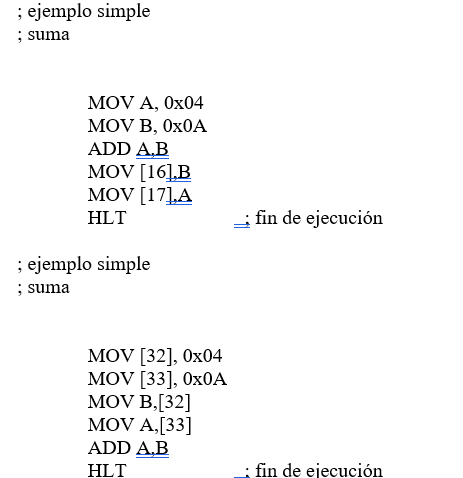 ; ejemplo simple
; suma
MOV A, 0x04
MOV B, 0x0A
ADD A,B
MOV [16],B
MOV [17],A
HLT ; fin de ejecución
; ejemplo simple
; suma
MOV [32], 0x04
MOV [33], 0x0A
MOV B,[32]
MOV A,[33]
ADD A,B
HLT ; fin de ejecución